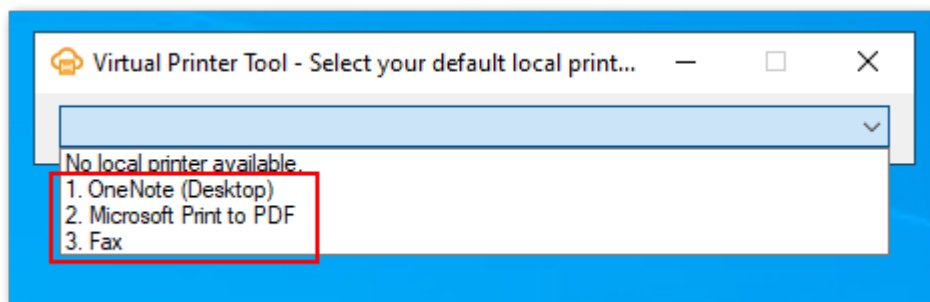 Virtual Printer Tool - Select your default local print...
No local printer available.
1. OneNote (Desktop)
2. Microsoft Print to PDF
3. Fax